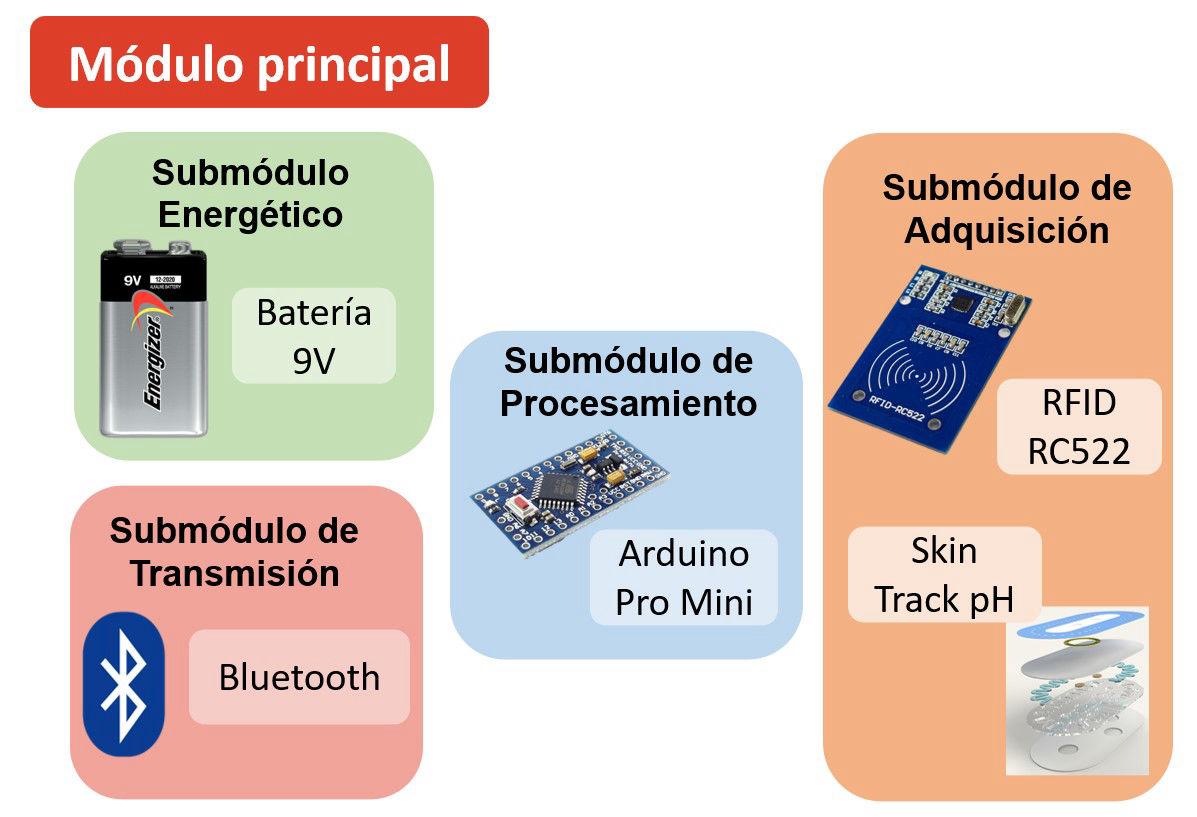 Módulo principal
Submódulo
Energético
9V
12-2020
ALKALINE BATTERY
Energizer
Batería
9V
Submódulo de
Transmisión
Bluetooth
Submódulo de
Procesamiento
Arduino
Pro Mini
Submódulo de
Adquisición
RFID-RC522
RFID
RC522
Skin
Track pH